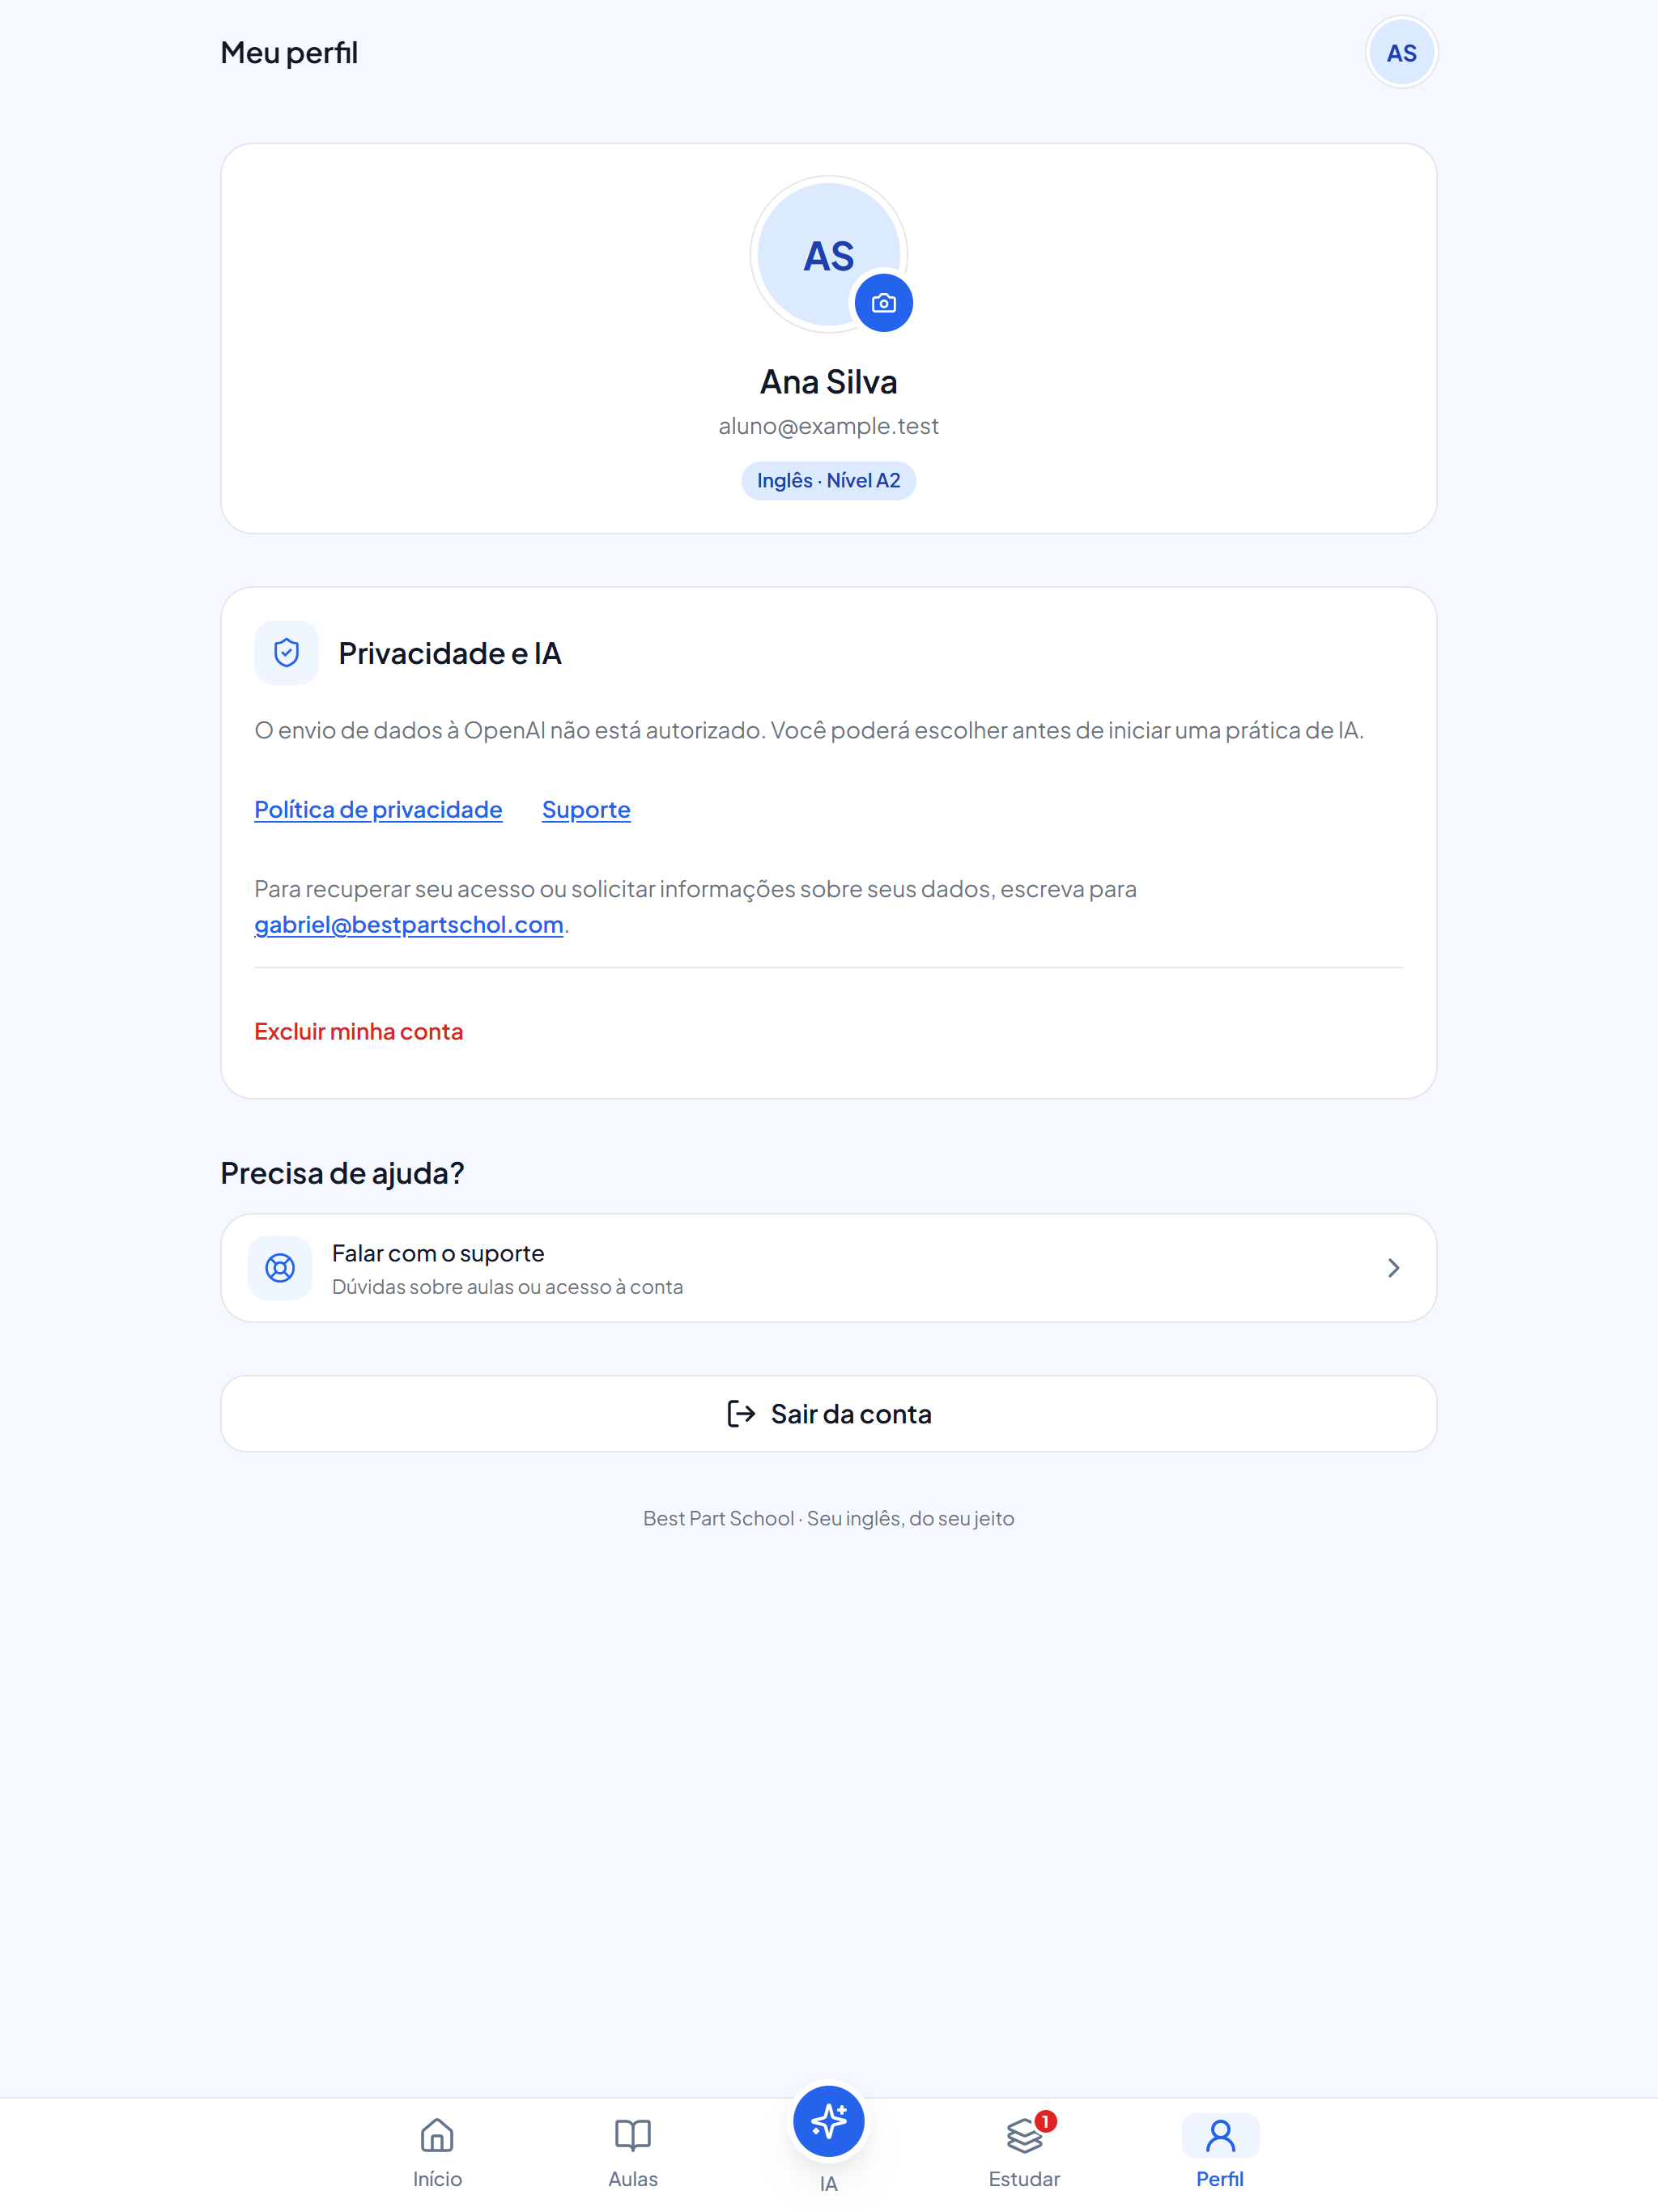 Meu perfil
AS
AS
Ana Silva
aluno@example.test
Inglês · Nível A2
Privacidade e IA
O envio de dados à OpenAI não está autorizado. Você poderá escolher antes de iniciar uma prática de IA.
Política de privacidade Suporte
Para recuperar seu acesso ou solicitar informações sobre seus dados, escreva para
gabriel@bestpartschol.com.
Excluir minha conta
Precisa de ajuda?
Falar com o suporte
Dúvidas sobre aulas ou acesso à conta
Sair da conta
Best Part School · Seu inglês, do seu jeito
1
Início Aulas IA Estudar Perfil